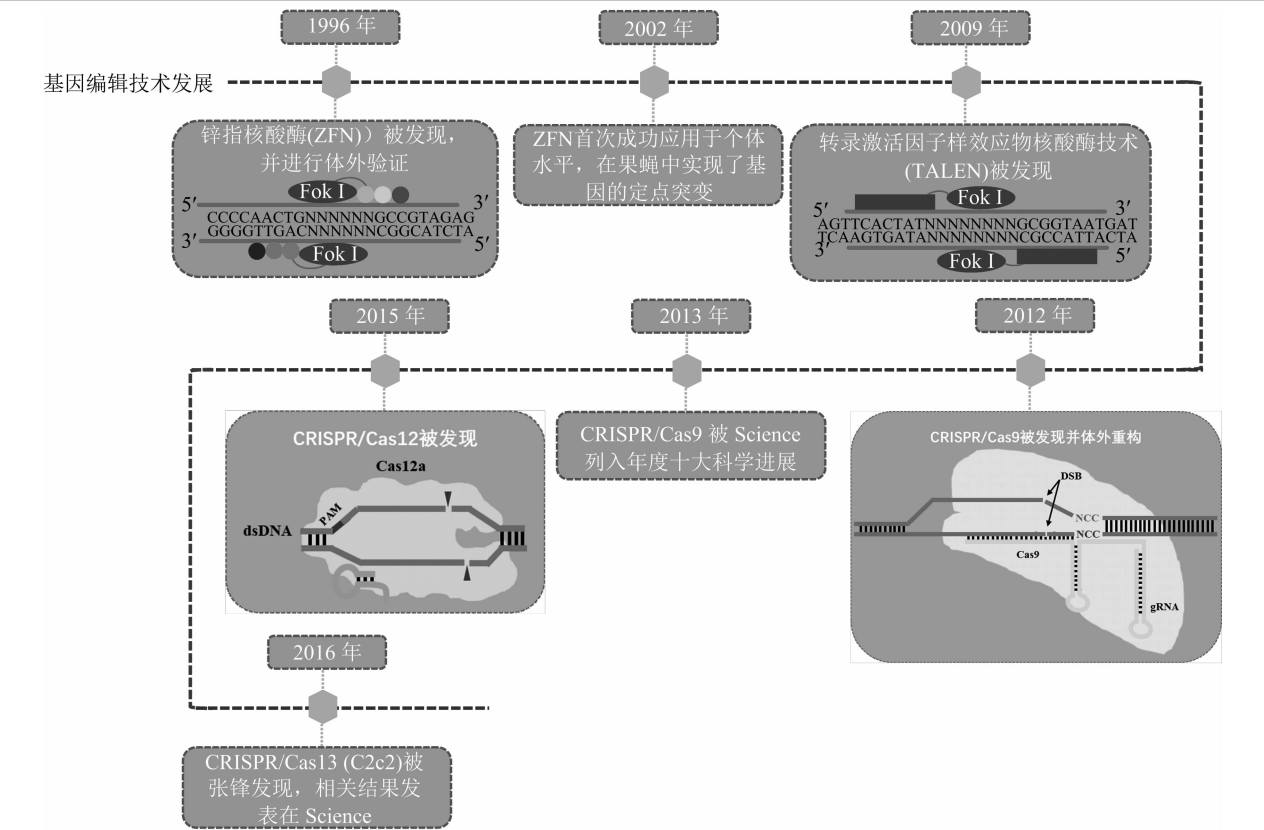 1996 年
2002 年
2009 年
基因编辑技术发展
锌指核酸酶(ZFN)）被发现，
并进行体外验证
Fok I
5′
3′
CCCCAACTGNNNNNNGCCGTAGAG
GGGGTTGACNNNNNNCGGCATCTA
3′
5′
Fok I
ZFN首次成功应用于个体
水平，在果蝇中实现了基
因的定点突变
转录激活因子样效应物核酸酶技术
(TALEN)被发现
Fok I
5′
3′
AGTTCACTATNNNNNNNNGCGGTAATGAT
TCAAGTGATANNNNNNNNCGCCATTACTA
3′
5′
Fok I
2015 年
2013 年
2012 年
CRISPR/Cas12被发现
Cas12a
PAM
dsDNA
CRISPR/Cas9 被 Science
列入年度十大科学进展
CRISPR/Cas9被发现并体外重构
DSB
NCC
NCC
Cas9
gRNA
2016 年
CRISPR/Cas13 (C2c2)被
张锋发现，相关结果发
表在 Science